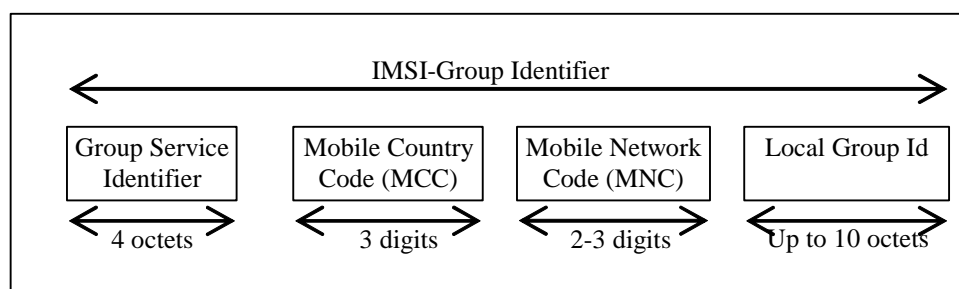 IMSI-Group Identifier
Group Service
Identifier
Mobile Country
Code (MCC)
Mobile Network
Code (MNC)
Local Group Id
4 octets
3 digits
2-3 digits
Up to 10 octets